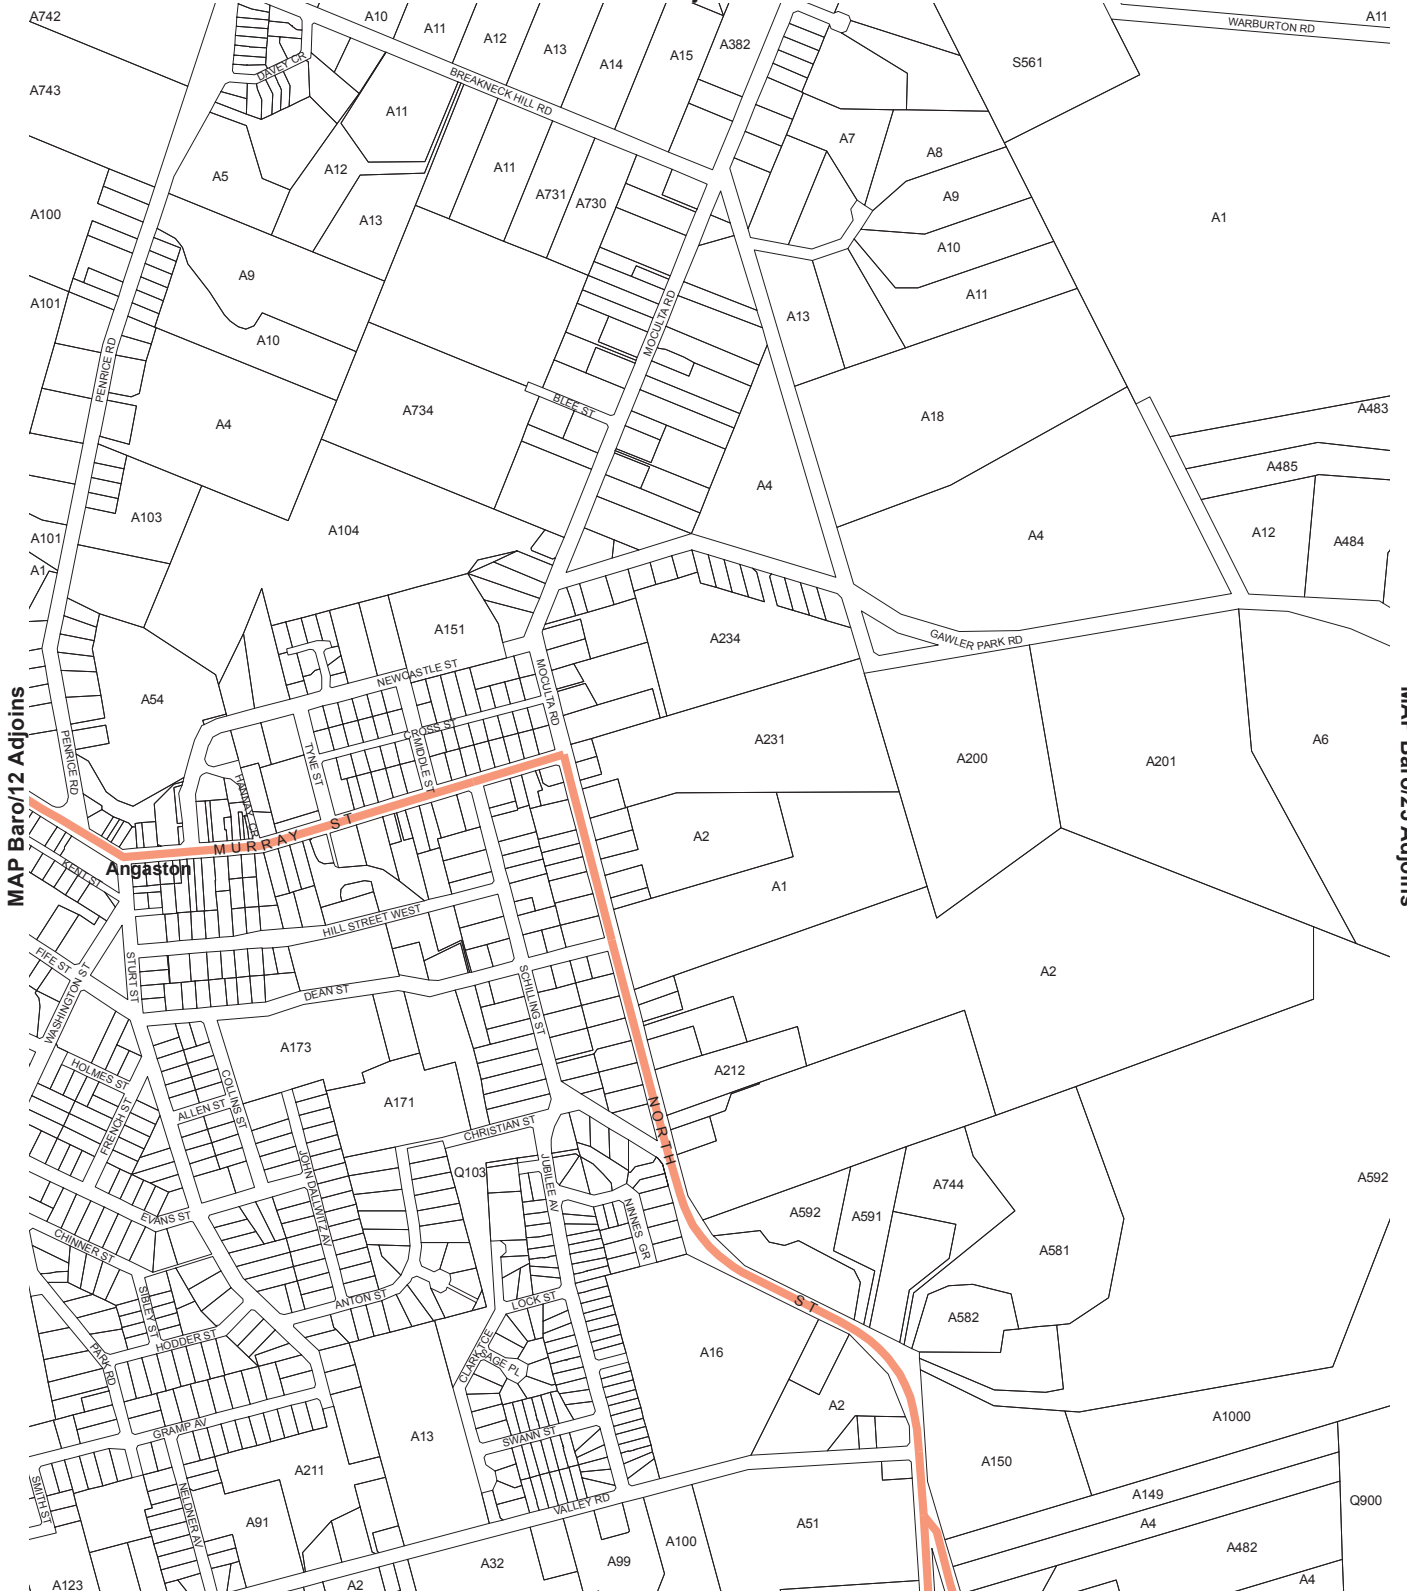 A742
A10
A11
A12
A13
A14
A15
A382
WARBURTON RD
A11
S561
DAVEY CR
BREAKNECK HILL RD
A743
A11
A7
A8
A5
A12
A11
A731
A730
A9
A100
A13
A1
A10
A9
A11
A101
A13
MOCULTA RD
A10
PENRICE RD
BLEE ST
A734
A4
A18
A483
A485
A4
A103
A104
A101
A4
A12
A484
A1
A151
A234
GAWLER PARK RD
NEWCASTLE ST
A54
MOCULTA RD
CROSS ST
MIDDLE ST
TYNE ST
PENRICE RD
A231
A200
A201
A6
HANNAY CR
MAP Baro/12 Adjoins
MURRAY ST
A2
Angaston
KENT ST
A1
HILL STREET WEST
FIFE ST
STURT ST
WASHINGTON ST
DEAN ST
SCHILLING ST
A2
A173
HOLMES ST
A212
COLLINS ST
A171
ALLEN ST
FRENCH ST
NORTH ST
CHRISTIAN ST
JOHN DALLWITZ AV
Q103
JUBILEE AV
A744
A592
A592
A591
NINNES GR
EVANS ST
CHINNER ST
A581
SIBLEY ST
ANTON ST
LOCK ST
A582
HODDER ST
PARK RD
CLARK TCE
SAGE PL
A16
A2
GRAMP AV
A13
SWANN ST
A1000
A211
A150
SMITH ST
NELDNER AV
VALLEY RD
A149
Q900
A91
A51
A4
A100
A482
A32
A99
A123
A2
A4